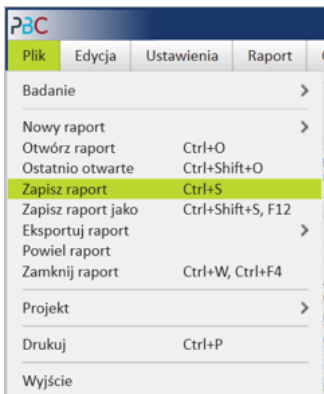 PBC
Plik Edycja Ustawienia Raport
Badanie >
Nowy raport >
Otwórz raport Ctrl+O
Ostatnio otwarte Ctrl+Shift+O
Zapisz raport Ctrl+S
Zapisz raport jako Ctrl+Shift+S, F12
Eksportuj raport >
Powiel raport
Zamknij raport Ctrl+W, Ctrl+F4
Projekt >
Drukuj Ctrl+P
Wyjście